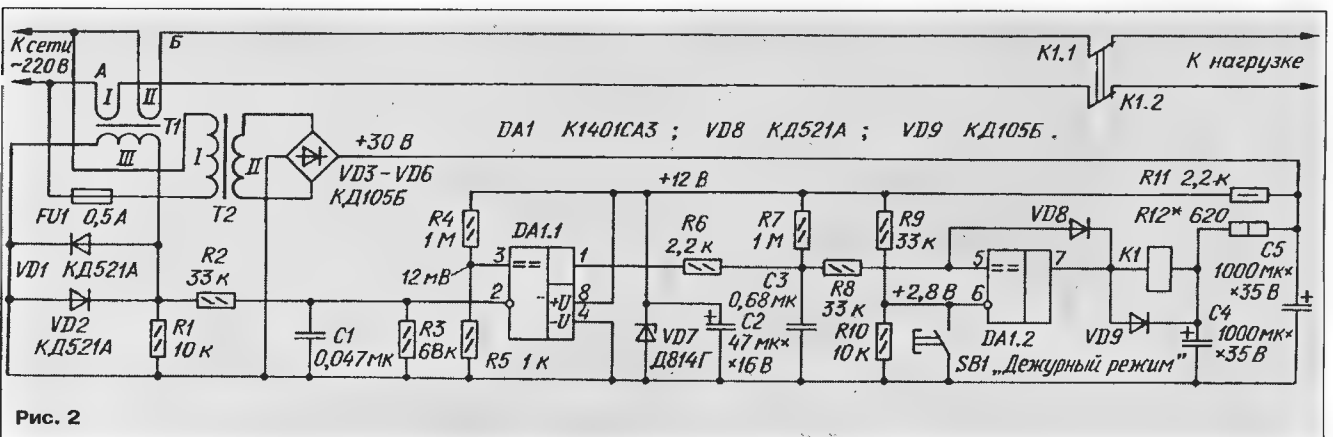 К сети
~220 В
А
Б
I
II
T1
III
I
II
T2
FU1 0,5 А
+30 В
VD3 – VD6
КД105Б
DA1 К1401СА3 ; VD8 КД521А ; VD9 КД105Б .
K1.1
K1.2
К нагрузке
+12 В
VD1 КД521А
VD2
КД521А
R1
10 к
R2
33 к
C1
0,047 мк
R3
68 к
R4
1 М
12 мВ
R5 1 к
DA1.1
3
2
==
-
+U
-U
1
8
4
R6
2,2 к
VD7
Д814Г
C2
47 мк×
×16 В
C3
0,68 мк
R7
1 М
R8
33 к
R9
33 к
+2,8 В
R10
10 к
SB1 „Дежурный режим"
VD8
5
6
==
7
DA1.2
K1
VD9
R11 2,2 к
R12* 620
C4
1000 мк×
×35 В
+
C5
1000 мк×
×35 В
+
Рис. 2